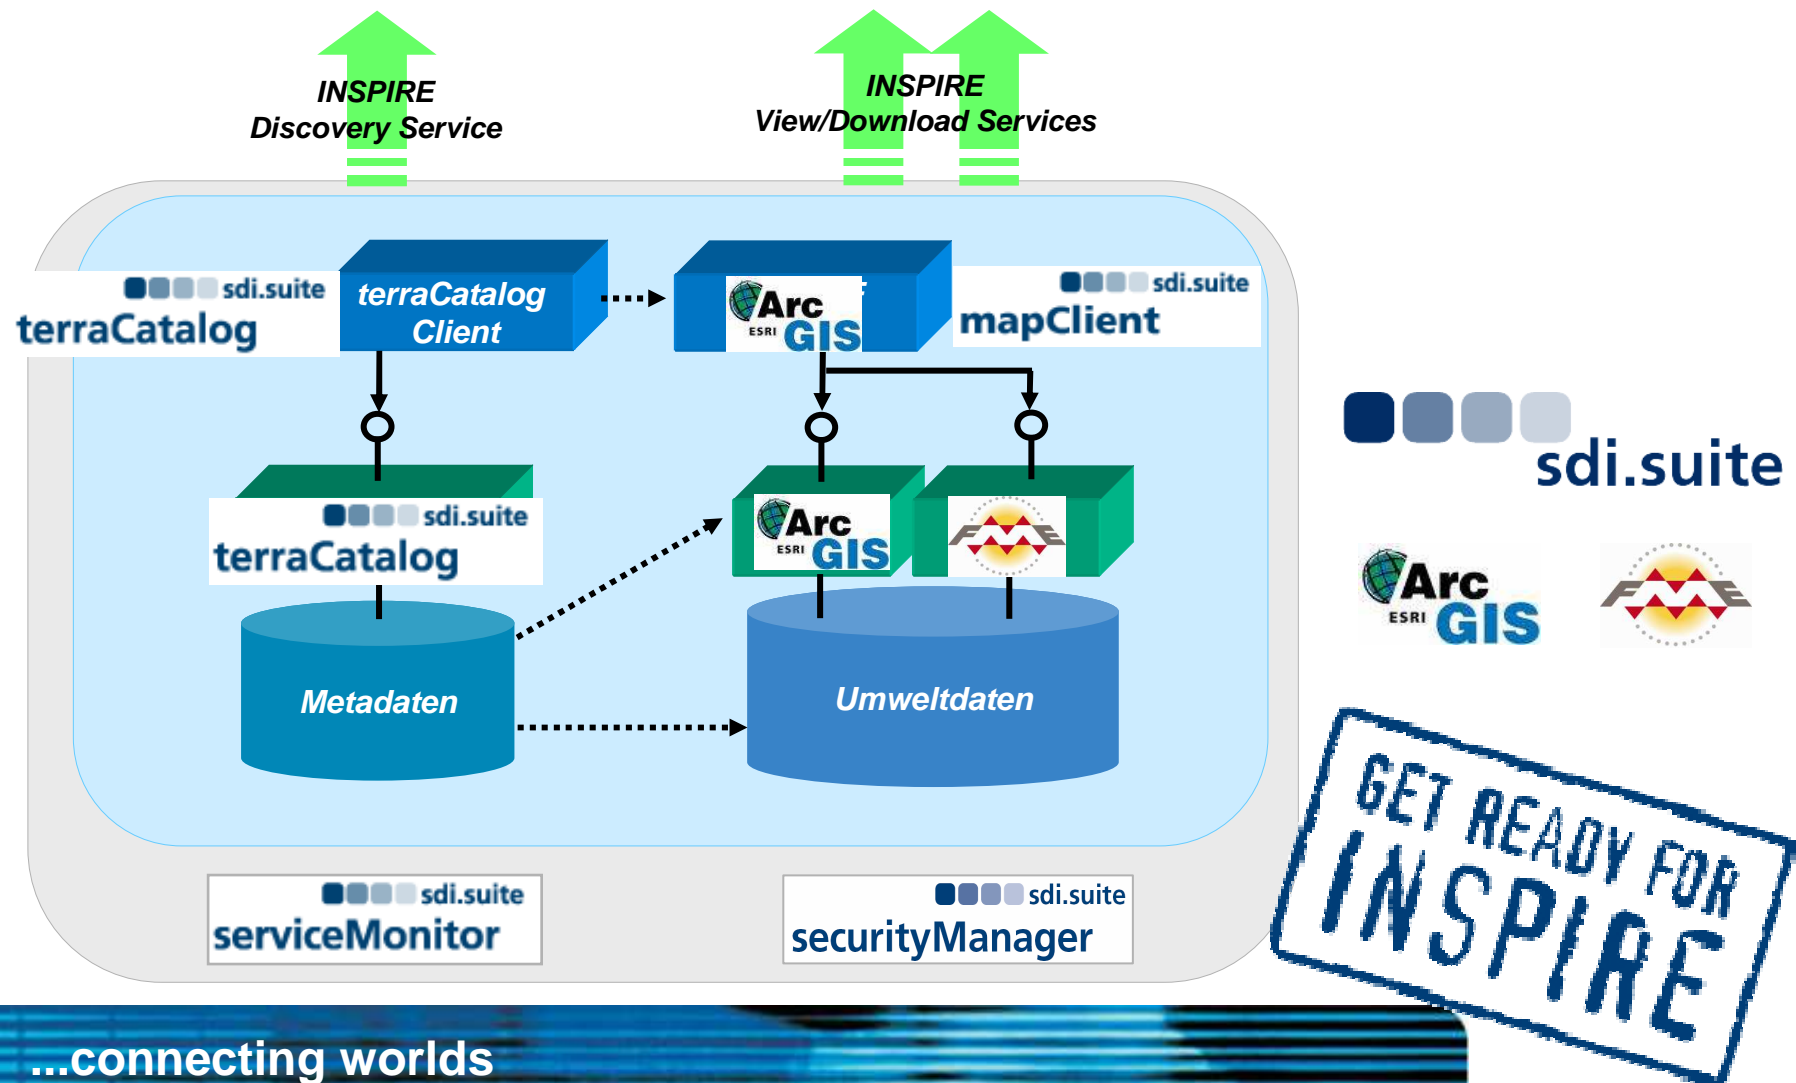 INSPIRE
Discovery Service
INSPIRE
View/Download Services
sdi.suite
terraCatalog
terraCatalog
Client
Arc
ESRI GIS
sdi.suite
mapClient
sdi.suite
terraCatalog
Arc
ESRI GIS
FME
Metadaten
Umweltdaten
sdi.suite
serviceMonitor
sdi.suite
securityManager
sdi.suite
Arc
ESRI GIS
FME
GET READY FOR
INSPIRE
...connecting worlds